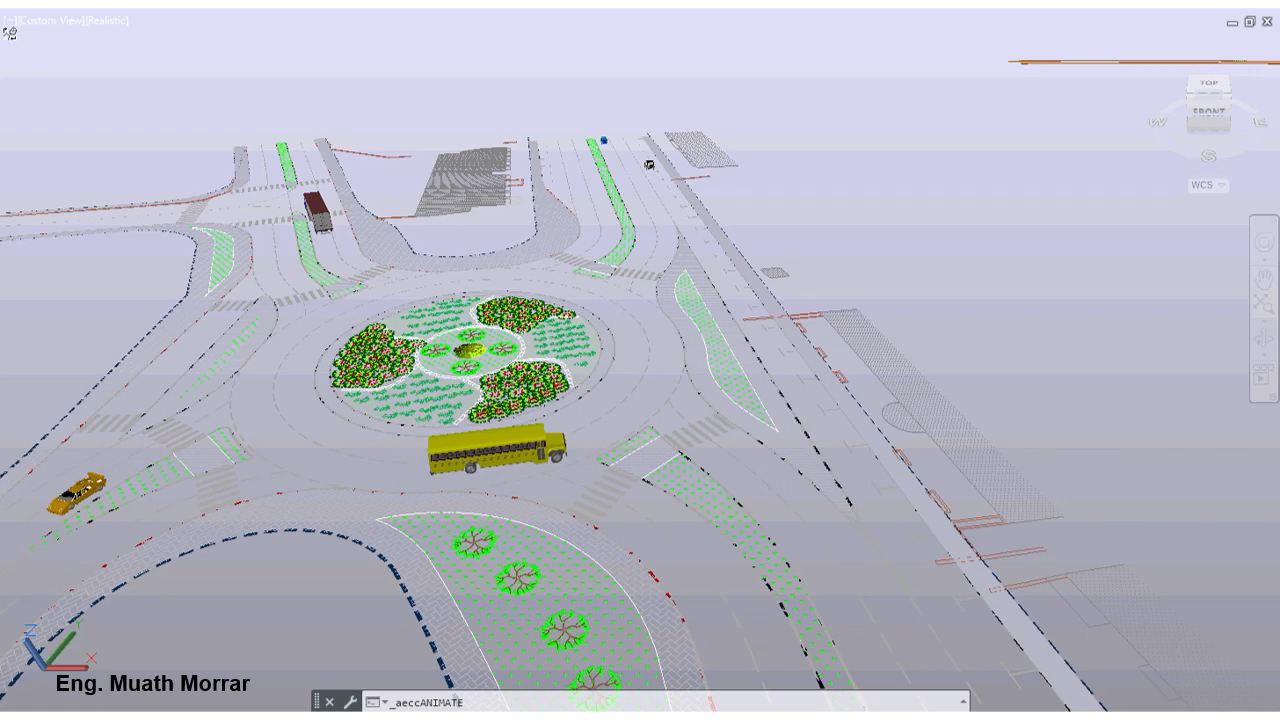 [−][Custom View][Realistic]
TOP
FRONT
W
E
S
WCS
Z
X
Eng. Muath Morrar
_aeccANIMATE